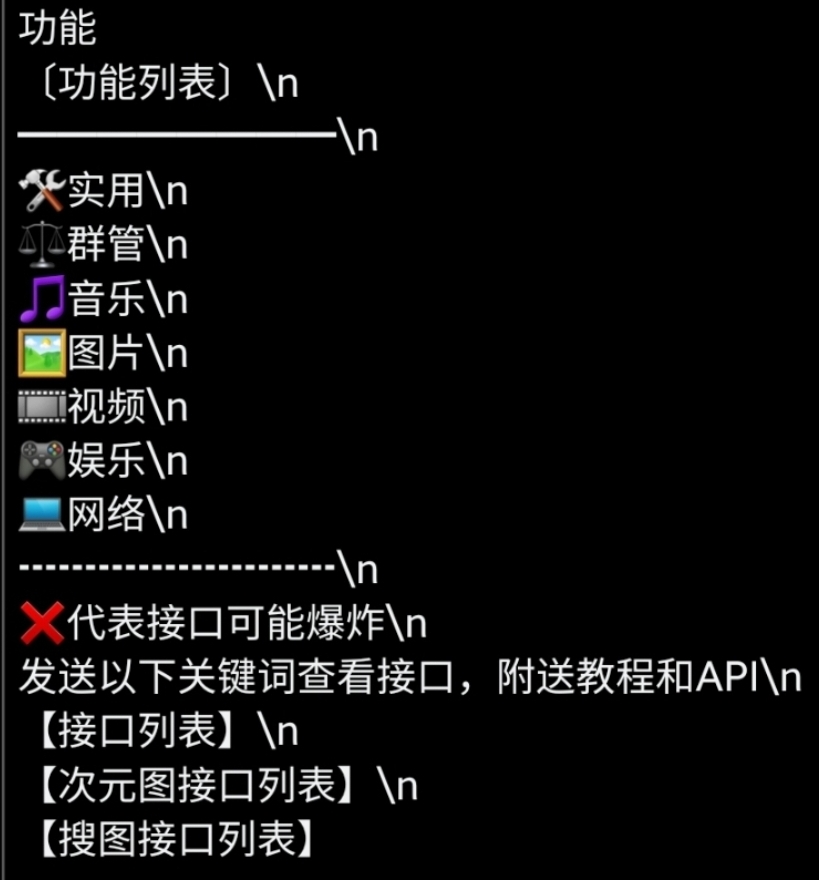 功能
〔功能列表〕\n
━━━━━━━━━━━━\n
🛠️实用\n
⚖️群管\n
🎵音乐\n
🖼️图片\n
🎞️视频\n
🎮娱乐\n
💻网络\n
┅┅┅┅┅┅┅┅┅┅┅┅\n
❌代表接口可能爆炸\n
发送以下关键词查看接口，附送教程和API\n
【接口列表】\n
【次元图接口列表】\n
【搜图接口列表】